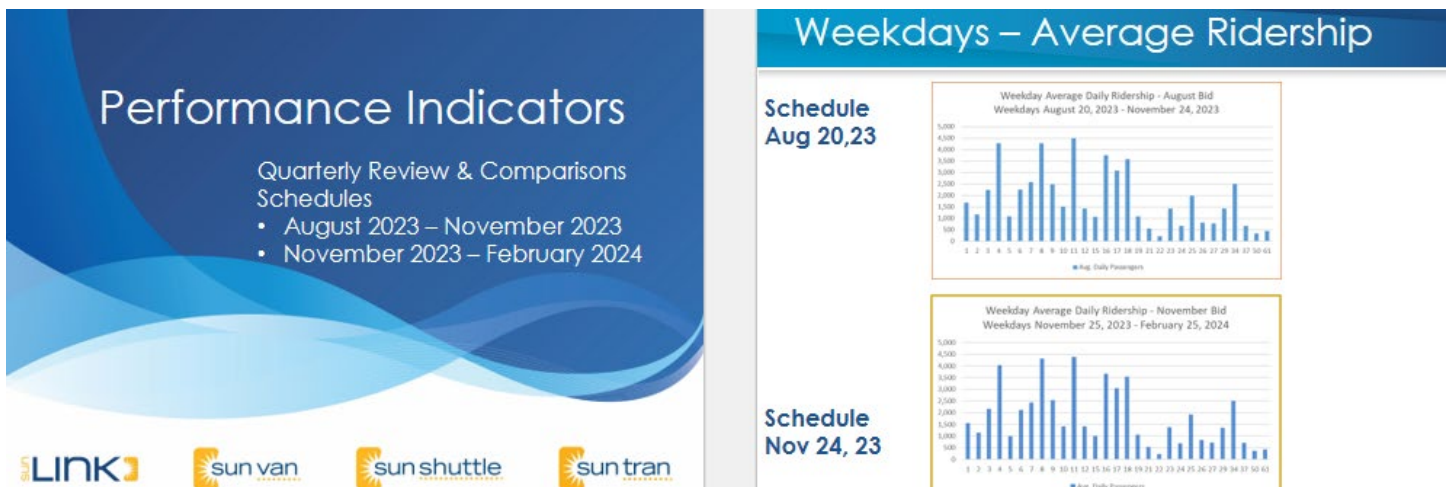 Performance Indicators
Quarterly Review & Comparisons
Schedules
• August 2023 – November 2023
• November 2023 – February 2024
sun LINK
sun van
sun shuttle
sun tran
Weekdays – Average Ridership
Schedule
Aug 20,23
Weekday Average Daily Ridership - August Bid
Weekdays August 20, 2023 - November 24, 2023
5,000
4,500
4,000
3,500
3,000
2,500
2,000
1,500
1,000
500
0
1 2 3 4 5 6 7 8 9 10 11 12 15 16 17 18 19 21 22 23 24 25 26 27 29 34 37 50 61
Avg. Daily Passengers
Schedule
Nov 24, 23
Weekday Average Daily Ridership - November Bid
Weekdays November 25, 2023 - February 25, 2024
5,000
4,500
4,000
3,500
3,000
2,500
2,000
1,500
1,000
500
0
1 2 3 4 5 6 7 8 9 10 11 12 15 16 17 18 19 21 22 23 24 25 26 27 29 34 37 50 61
Avg. Daily Passengers